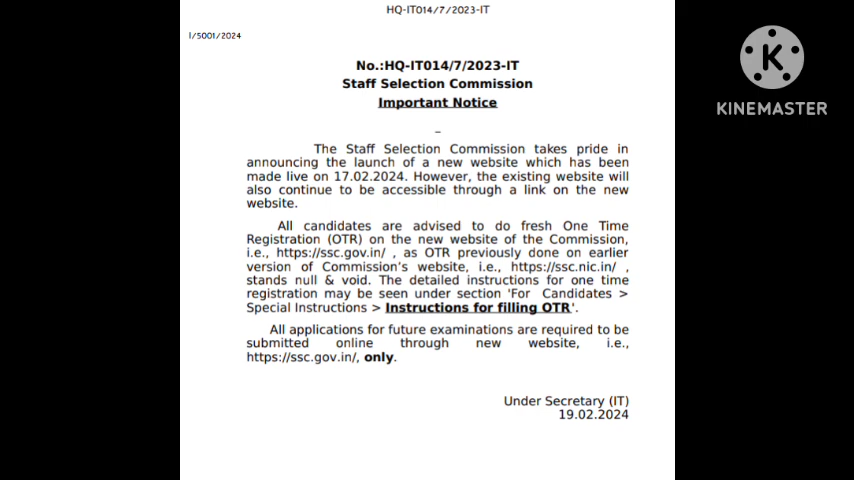 HQ-IT014/7/2023-IT
I/5001/2024
No.:HQ-IT014/7/2023-IT
Staff Selection Commission
Important Notice
_
The Staff Selection Commission takes pride in
announcing the launch of a new website which has been
made live on 17.02.2024. However, the existing website will
also continue to be accessible through a link on the new
website.
All candidates are advised to do fresh One Time
Registration (OTR) on the new website of the Commission,
i.e., https://ssc.gov.in/ , as OTR previously done on earlier
version of Commission's website, i.e., https://ssc.nic.in/ ,
stands null & void. The detailed instructions for one time
registration may be seen under section 'For Candidates >
Special Instructions > Instructions for filling OTR'.
All applications for future examinations are required to be
submitted online through new website, i.e.,
https://ssc.gov.in/, only.
Under Secretary (IT)
19.02.2024
K
KINEMASTER